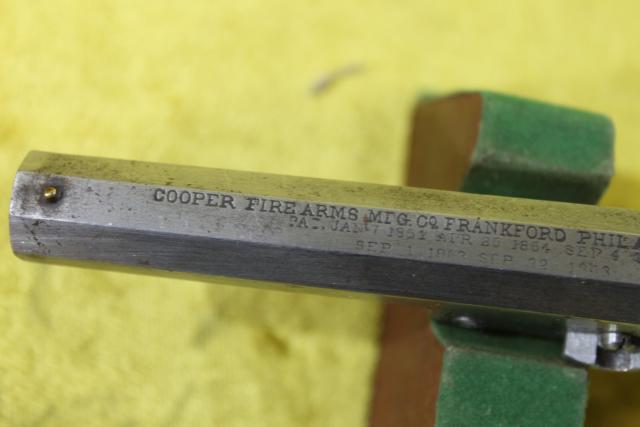 COOPER FIRE ARMS MFG. Co FRANKFORD PHILA
PA. JAN 7 1851 APR 25 1854 SEP 4
SEP 1863 SEP 22 1863